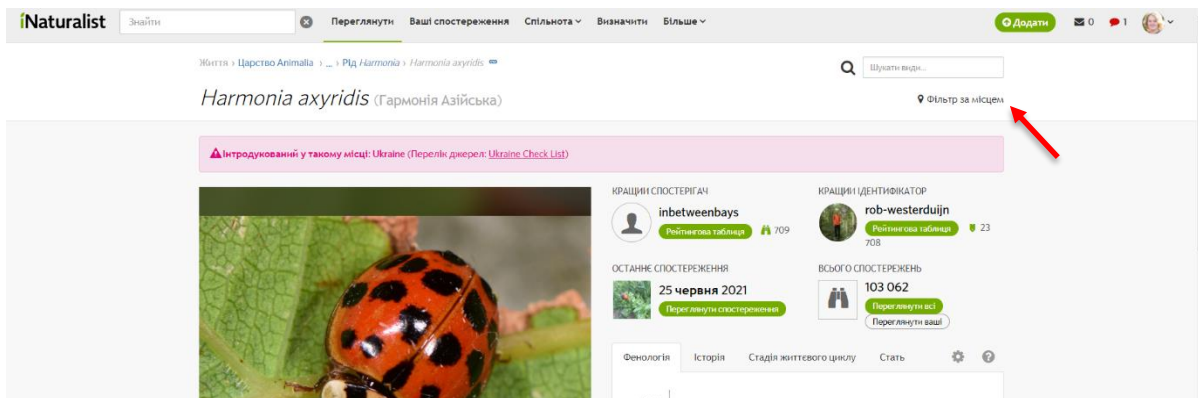 iNaturalist
Знайти
Переглянути
Ваші спостереження
Спільнота
Визначити
Більше
Додати
0
1
Життя › Царство Animalia › ... › Рід Harmonia › Harmonia axyridis
Шукати види...
Harmonia axyridis (Гармонія Азійська)
Фільтр за місцем
Інтродукований у такому місці: Ukraine (Перелік джерел: Ukraine Check List)
КРАЩИЙ СПОСТЕРІГАЧ
inbetweenbays
Рейтингова таблиця 709
КРАЩИЙ ІДЕНТИФІКАТОР
rob-westerduijn
Рейтингова таблиця 23
708
ОСТАННЄ СПОСТЕРЕЖЕННЯ
25 червня 2021
Переглянути спостереження
ВСЬОГО СПОСТЕРЕЖЕНЬ
103 062
Переглянути всі
Переглянути ваші
Фенологія
Історія
Стадія життєвого циклу
Стать